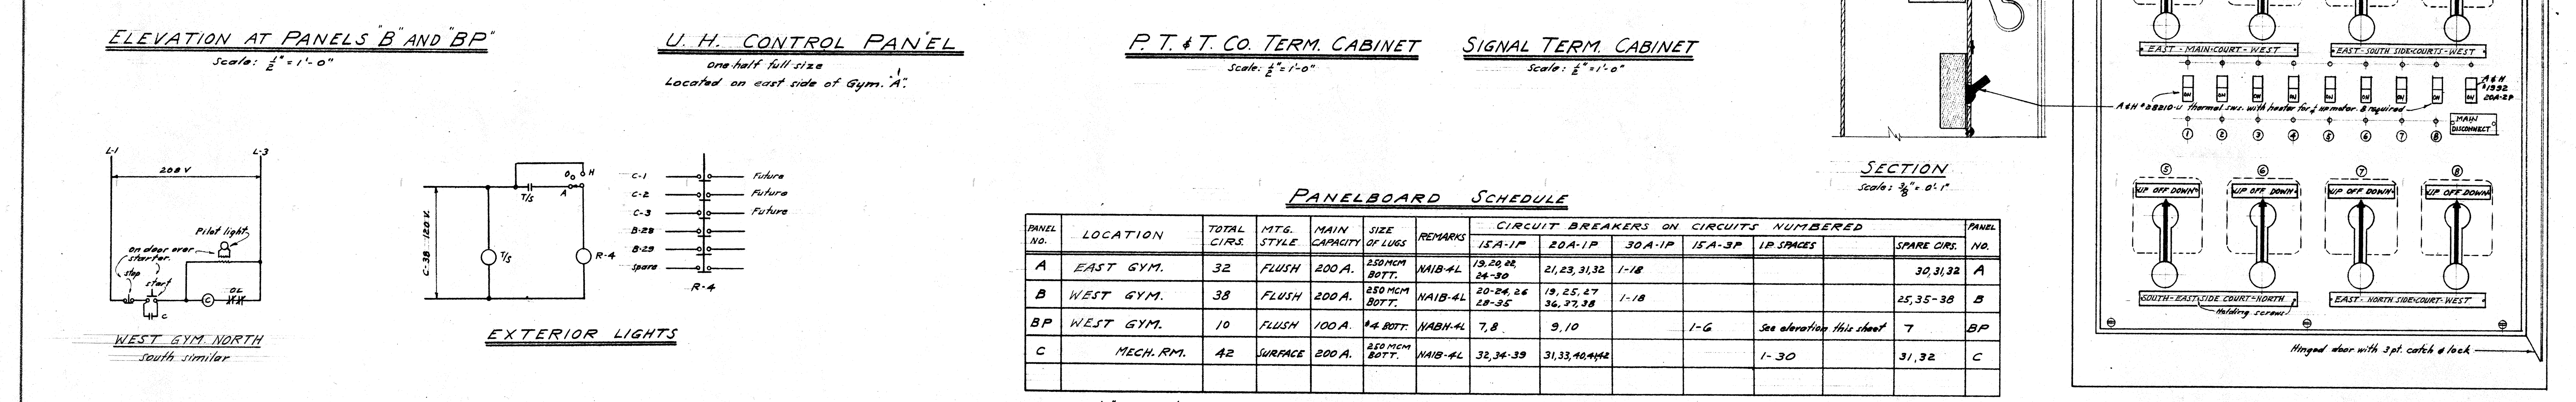 ELEVATION AT PANELS "B" AND "BP"
Scale: ½" = 1'-0"
U. H. CONTROL PANEL
one-half full size
Located on east side of Gym. "A".
P. T. & T. CO. TERM. CABINET
Scale: ½" = 1'-0"
SIGNAL TERM. CABINET
Scale: ½" = 1'-0"
EAST - MAIN-COURT - WEST
EAST - SOUTH SIDE-COURTS - WEST
ON ON ON ON ON ON ON ON ON
A & H
#1992
20A-2P
thermal sws. with heater for
HP motor. 8 required
MAIN
DISCONNECT
1 2 3 4 5 6 7 8
SECTION
Scale: 3/8" = 0'-1"
5 6 7 8
UP OFF DOWN UP OFF DOWN UP OFF DOWN UP OFF DOWN
SOUTH-EAST SIDE COURT-NORTH
EAST - NORTH SIDE-COURT - WEST
Holding screws
Hinged door with 3 pt. catch & lock
L-1 L-3
208 V
Pilot light
on door over
starter.
stop
start
C
OL
C
WEST GYM. NORTH
South similar
C-38 120 V.
T/S
O H
A
T/S
R-4
EXTERIOR LIGHTS
C-1 Future
C-2 Future
C-3 Future
B-28
B-29
Spare
R-4
PANELBOARD SCHEDULE
PANEL NO. LOCATION TOTAL CIRS. MTG. STYLE MAIN CAPACITY SIZE OF LUGS REMARKS CIRCUIT BREAKERS ON CIRCUITS NUMBERED PANEL NO.
15A-1P 20A-1P 30A-1P 15A-3P 1P. SPACES SPARE CIRS.
A EAST GYM. 32 FLUSH 200 A. 250 MCM BOTT. NAIB-4L 19,20,22, 24-30 21,23,31,32 1-18 30,31,32 A
B WEST GYM. 38 FLUSH 200 A. 250 MCM BOTT. NAIB-4L 20-24, 26 28-35 19, 25, 27 36, 37, 38 1-18 25,35-38 B
BP WEST GYM. 10 FLUSH 100 A. #4 BOTT. NABH-4L 7,8 9,10 1-6 See elevation this sheet 7 BP
C MECH. RM. 42 SURFACE 200 A. 250 MCM BOTT. NAIB-4L 32,34-39 31,33,40,41,42 1-30 31,32 C